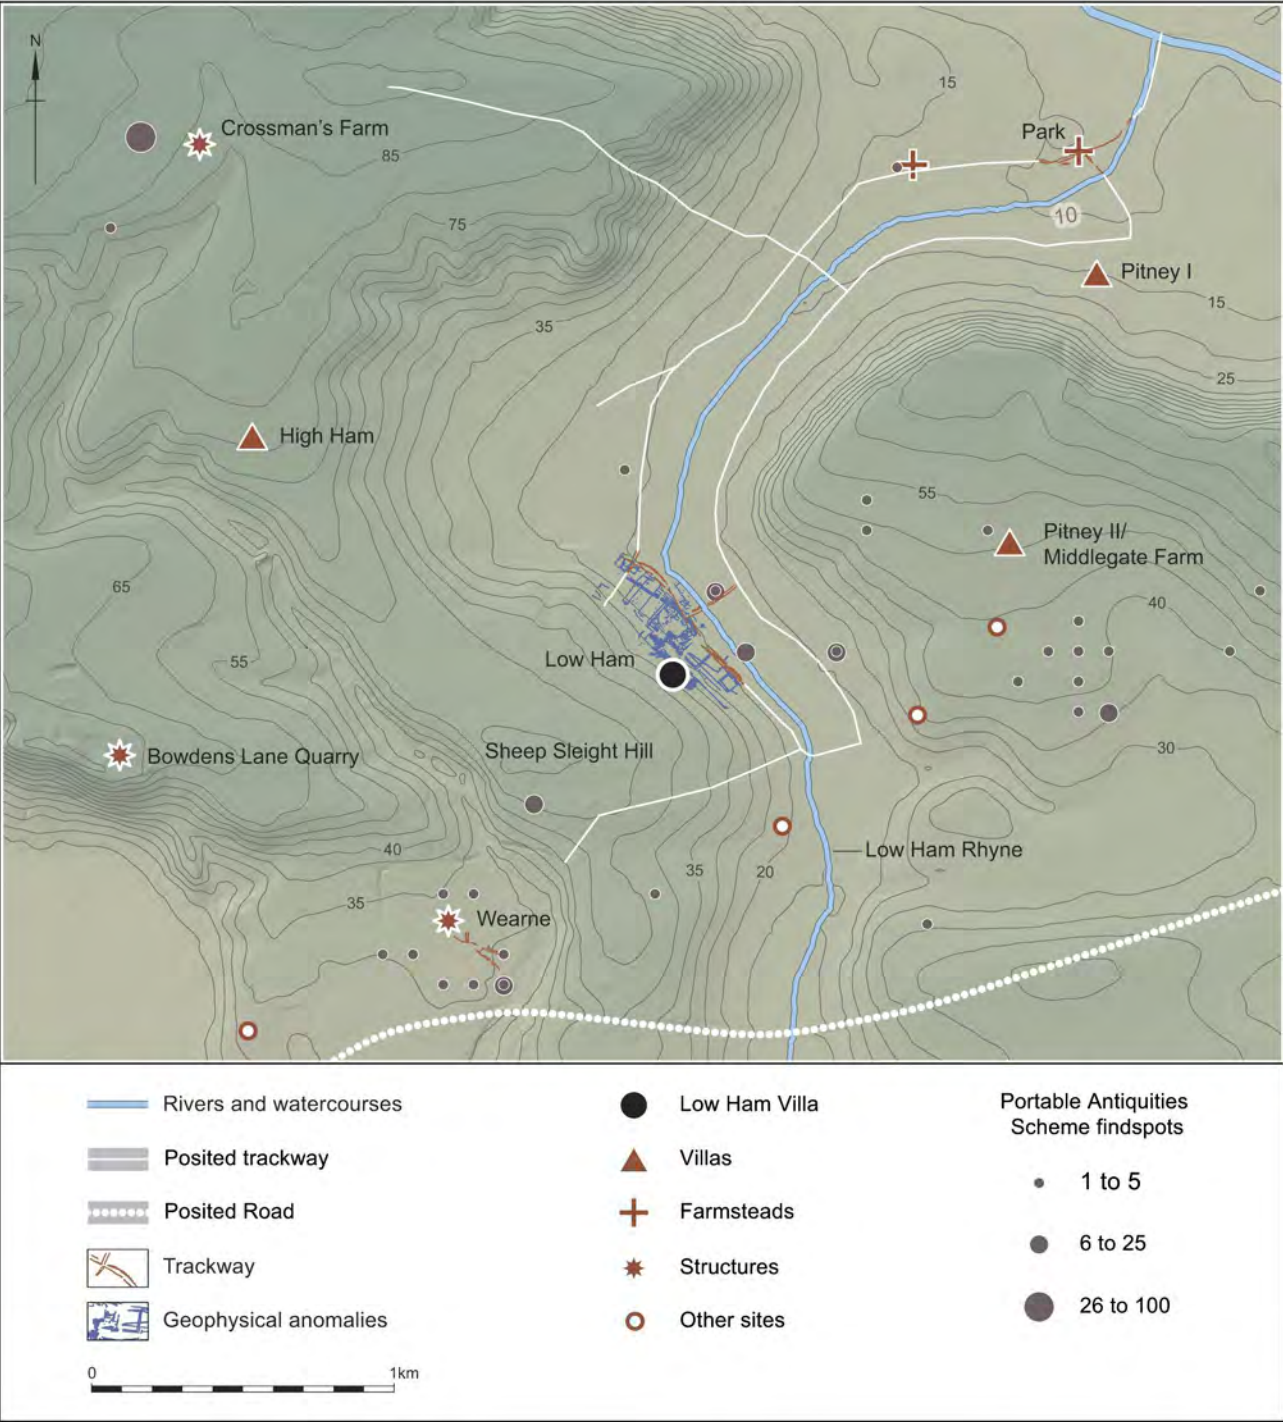 N
15
Crossman's Farm
Park
85
10
75
Pitney I
15
35
25
High Ham
55
Pitney II/
Middlegate Farm
65
40
Low Ham
55
Sheep Sleight Hill
Bowdens Lane Quarry
30
40
Low Ham Rhyne
35
20
35
Wearne
Rivers and watercourses
Posited trackway
Posited Road
Trackway
Geophysical anomalies
0
1km
Low Ham Villa
Villas
Farmsteads
Structures
Other sites
Portable Antiquities
Scheme findspots
1 to 5
6 to 25
26 to 100